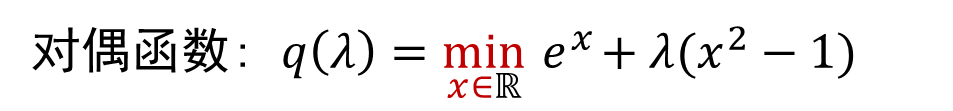 对偶函数: q(λ) = min e^x + λ(x² − 1)
x∈ℝ